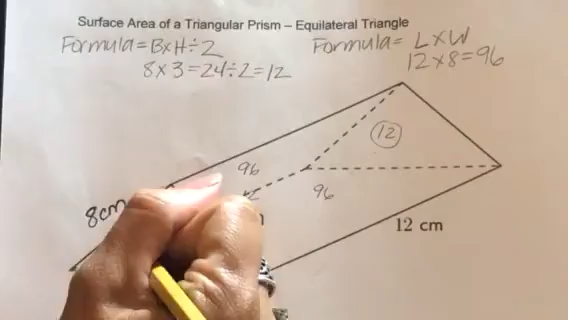 Surface Area of a Triangular Prism – Equilateral Triangle
Formula = B×H÷2
8×3=24÷2=12
Formula= L×W
12×8=96
12
96
96
8cm
12 cm